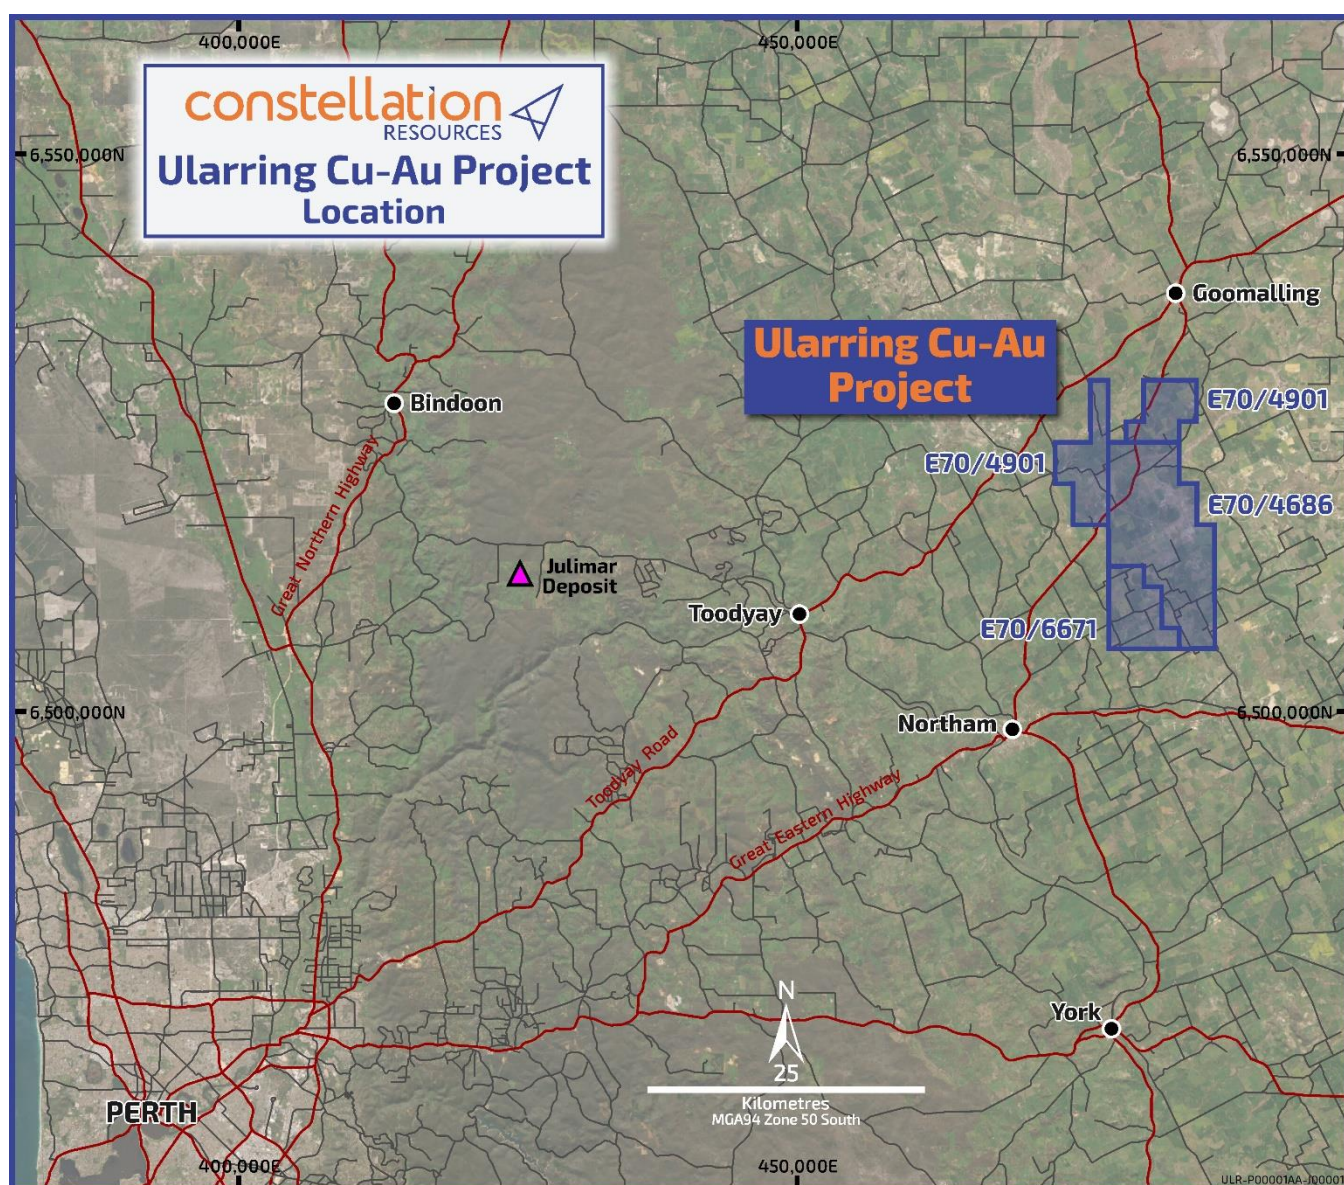 400,000E
450,000E
constellation
RESOURCES
Ularring Cu-Au Project
Location
6,550,000N
6,550,000N
Goomalling
Ularring Cu-Au
Project
Bindoon
E70/4901
E70/4901
E70/4686
Great Northern Highway
Julimar
Deposit
Toodyay
E70/6671
6,500,000N
6,500,000N
Northam
Toodyay Road
Great Eastern Highway
N
York
25
Kilometres
MGA94 Zone 50 South
PERTH
400,000E
450,000E